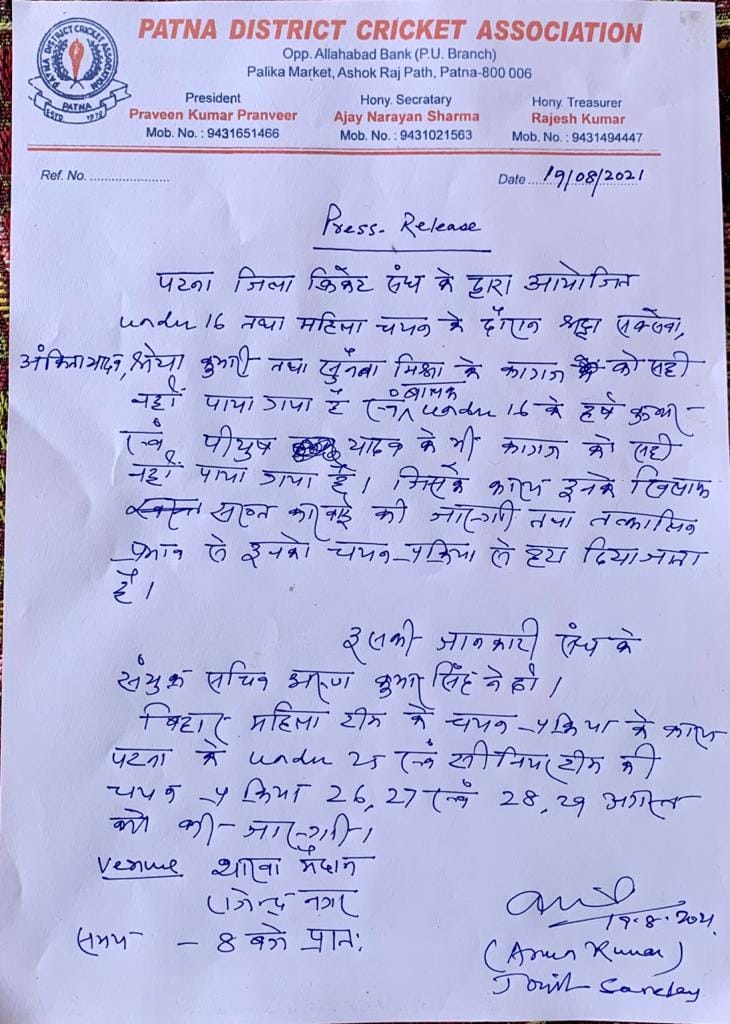 PATNA DISTRICT CRICKET ASSOCIATION
Opp. Allahabad Bank (P.U. Branch)
Palika Market, Ashok Raj Path, Patna-800 006
PATNA DISTRICT CRICKET ASSOCIATION
PATNA
ESTD 1972
President
Praveen Kumar Pranveer
Mob. No. : 9431651466
Hony. Secratary
Ajay Narayan Sharma
Mob. No. : 9431021563
Hony. Treasurer
Rajesh Kumar
Mob. No. : 9431494447
Ref. No. ........................
Date .....19/08/2021
Press-Release
पटना जिला क्रिकेट संघ के द्वारा आयोजित
under 16 तथा महिला चयन के दौरान सक्सेना,
अंकिता यादव, श्रेया कुमारी तथा मिश्रा के कागज को सही
नहीं पाया गया है एवं बालक under 16 के हर्ष कुमार
एवं पीयूष यादव के भी कागज को सही
नहीं पाया गया है। जिसके कारण इनके खिलाफ
सख्त कारवाई की जाएगी तथा तत्कालिन
प्रभाव से इनको चयन प्रक्रिया से हटा दिया जाता
है।
इसकी जानकारी संघ के
संयुक्त सचिव अरुण कुमार सिंह ने दी।
बिहार महिला टीम के चयन प्रक्रिया के कारण
पटना के under 25 एवं सीनियर टीम की
चयन प्रक्रिया 26, 27 एवं 28, 29 अगस्त
को की जाएगी।
Venue शाखा मैदान
राजेन्द्र नगर
समय - 8 बजे प्रात:
19.8.2021
(Arun Kumar)